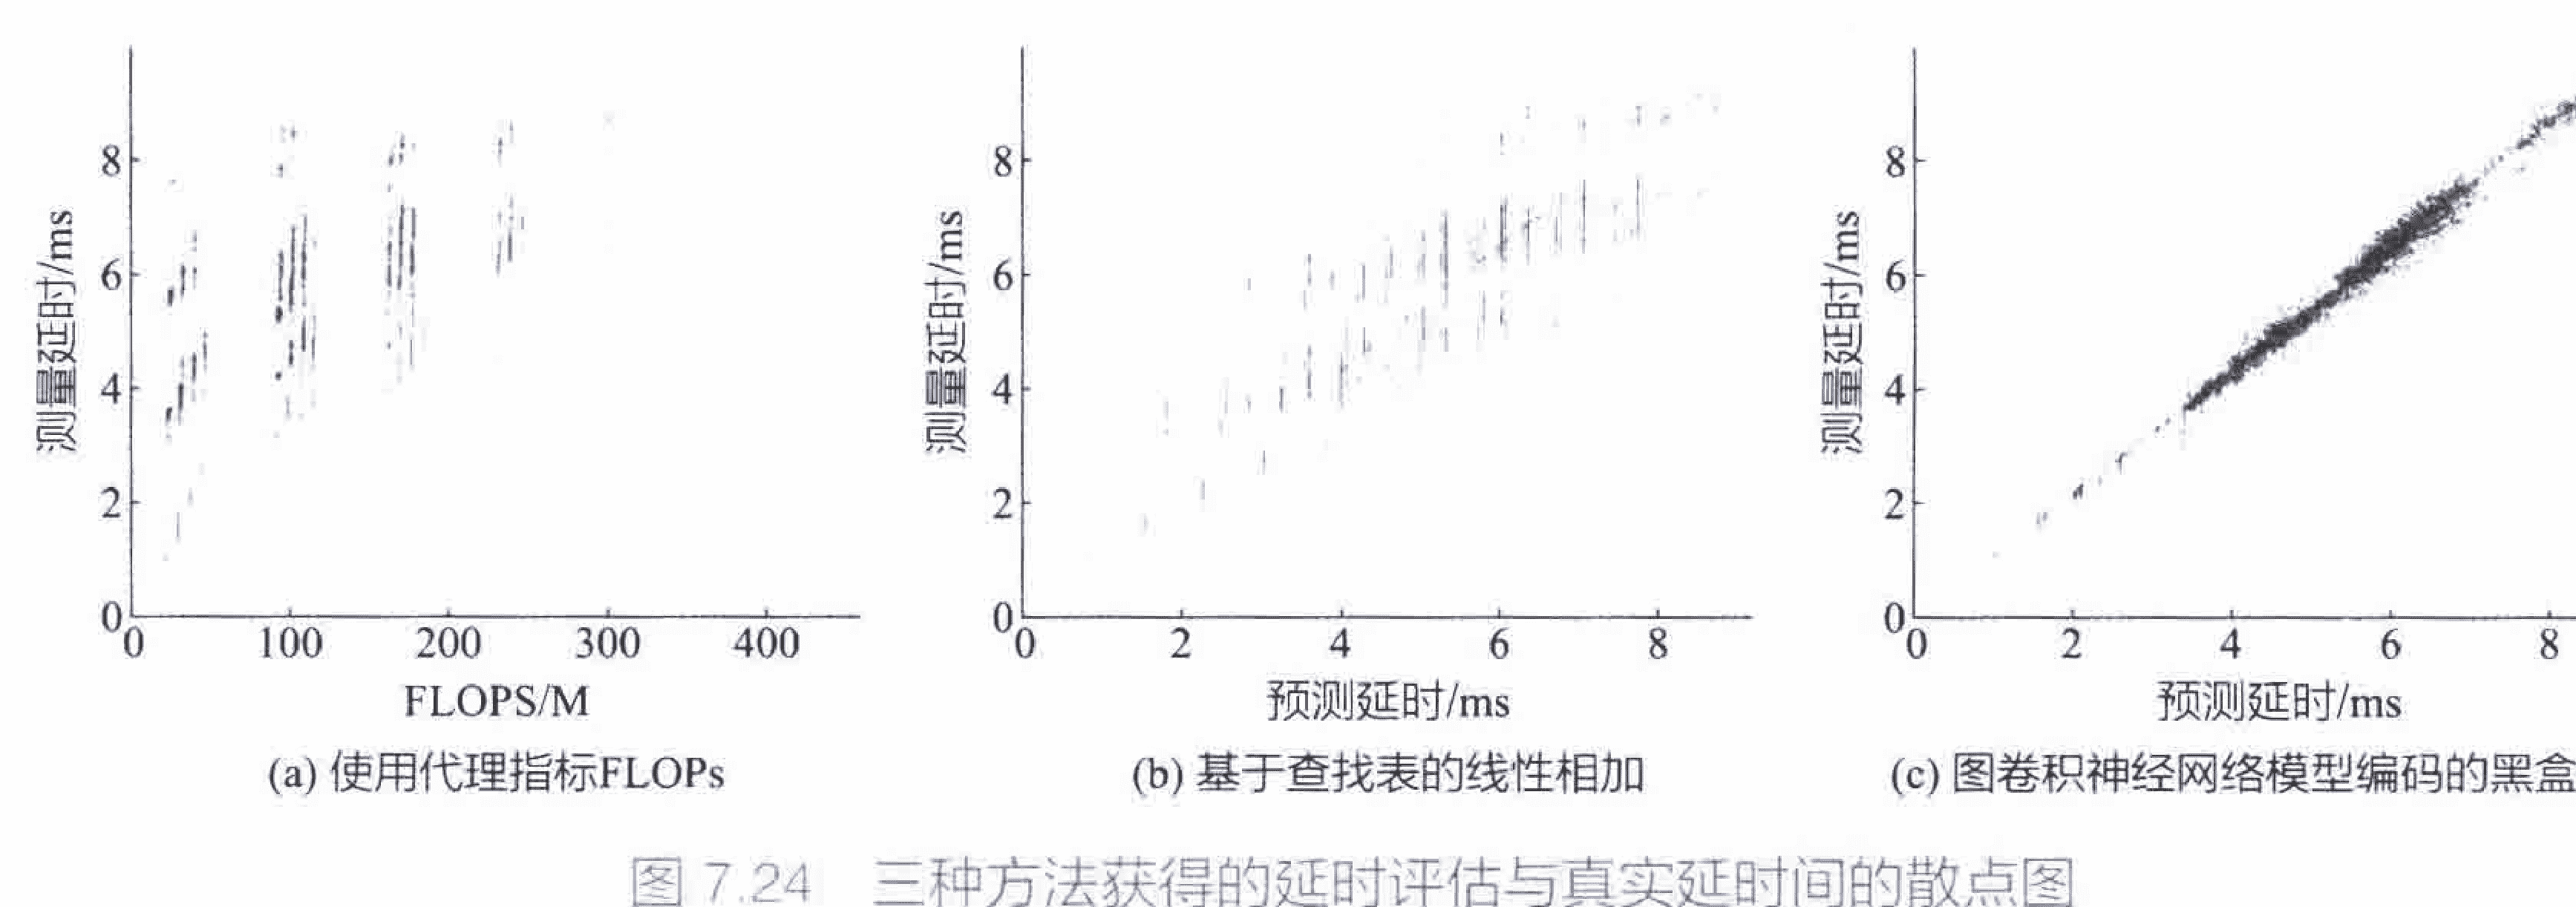 测量延时/ms
8
6
4
2
0
0 100 200 300 400
FLOPS/M
(a) 使用代理指标FLOPs
测量延时/ms
8
6
4
2
0
0 2 4 6 8
预测延时/ms
(b) 基于查找表的线性相加
测量延时/ms
8
6
4
2
0
0 2 4 6 8
预测延时/ms
(c) 图卷积神经网络模型编码的黑盒
图 7.24 三种方法获得的延时评估与真实延时间的散点图